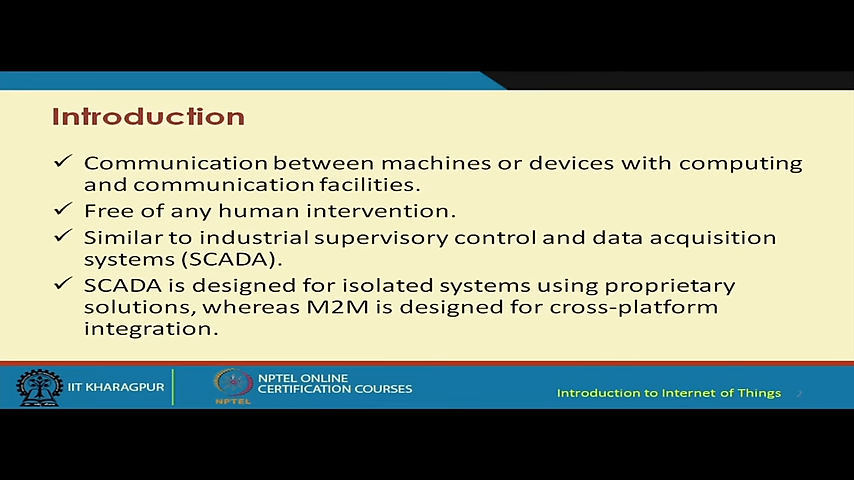 Introduction
✓ Communication between machines or devices with computing
and communication facilities.
✓ Free of any human intervention.
✓ Similar to industrial supervisory control and data acquisition
systems (SCADA).
✓ SCADA is designed for isolated systems using proprietary
solutions, whereas M2M is designed for cross-platform
integration.
IIT KHARAGPUR
NPTEL ONLINE
CERTIFICATION COURSES
NPTEL
Introduction to Internet of Things 2